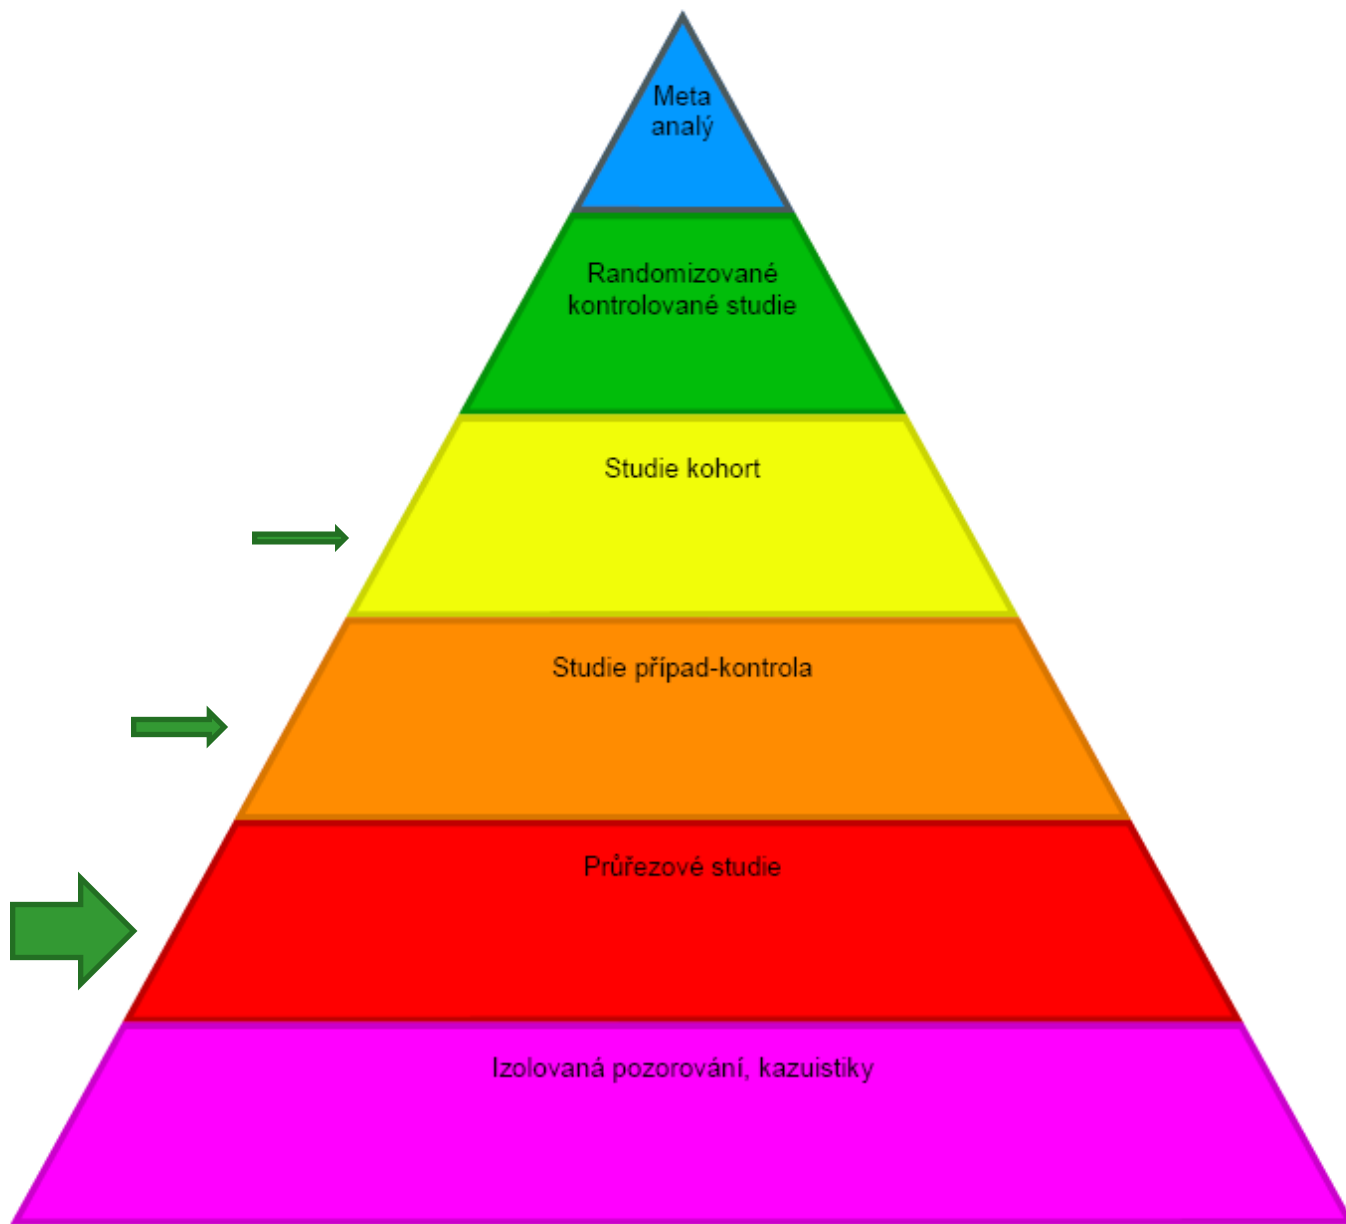 Meta
analý
Randomizované
kontrolované studie
Studie kohort
Studie případ-kontrola
Průřezové studie
Izolovaná pozorování, kazuistiky